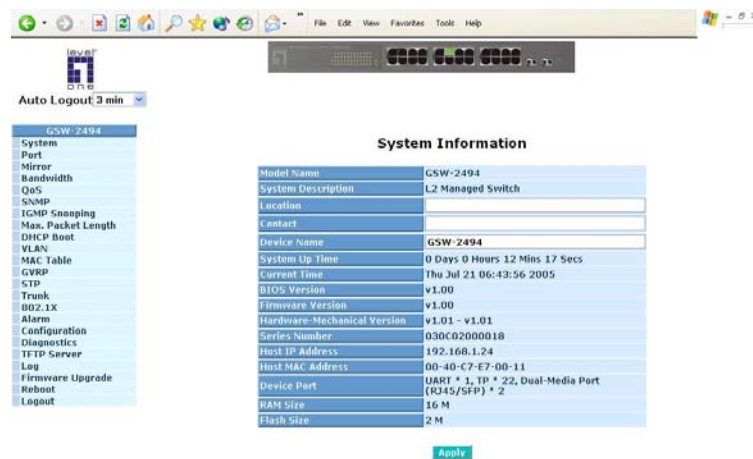 File Edit View Favorites Tools Help
level
one
Auto Logout 3 min
GSW-2494
System
Port
Mirror
Bandwidth
QoS
SNMP
IGMP Snooping
Max. Packet Length
DHCP Boot
VLAN
MAC Table
GVRP
STP
Trunk
802.1X
Alarm
Configuration
Diagnostics
TFTP Server
Log
Firmware Upgrade
Reboot
Logout
System Information
Model Name GSW-2494
System Description L2 Managed Switch
Location
Contact
Device Name GSW-2494
System Up Time 0 Days 0 Hours 12 Mins 17 Secs
Current Time Thu Jul 21 06:43:56 2005
BIOS Version v1.00
Firmware Version v1.00
Hardware-Mechanical Version v1.01 - v1.01
Series Number 030C02000018
Host IP Address 192.168.1.24
Host MAC Address 00-40-C7-E7-00-11
Device Port UART * 1, TP * 22, Dual-Media Port
(RJ45/SFP) * 2
RAM Size 16 M
Flash Size 2 M
Apply